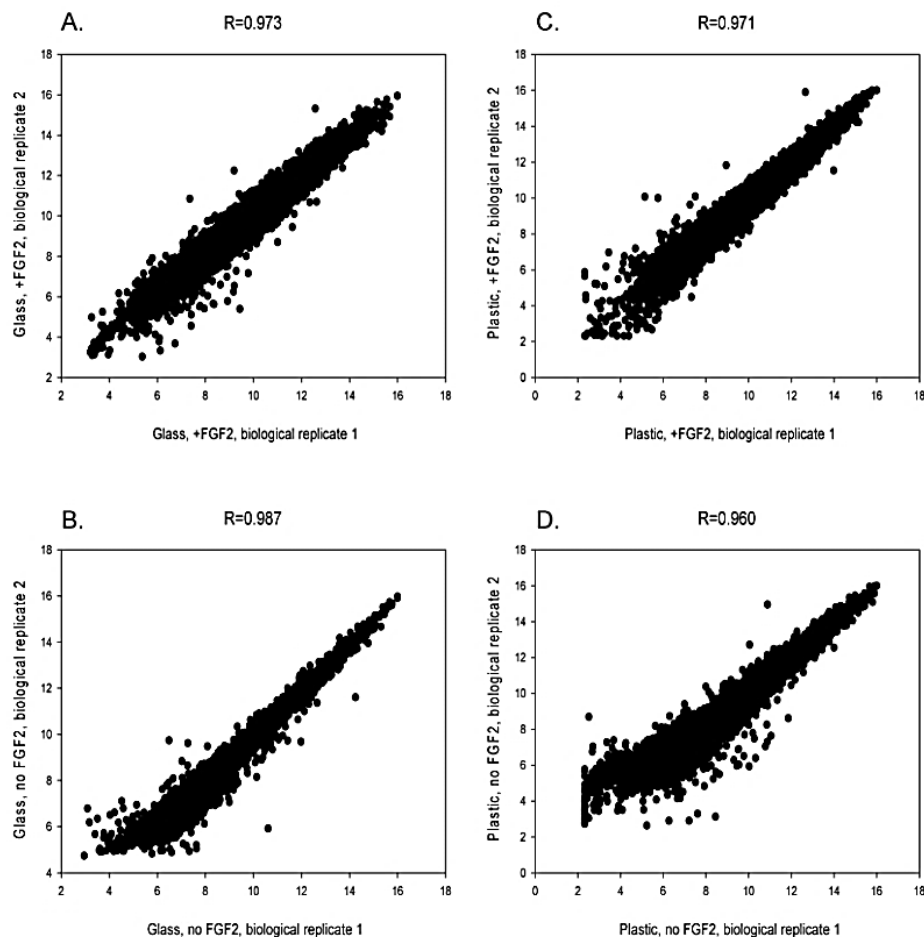 A.
R=0.973
18
16
14
12
10
8
6
4
2
Glass, +FGF2, biological replicate 2
2 4 6 8 10 12 14 16 18
Glass, +FGF2, biological replicate 1
C.
R=0.971
18
16
14
12
10
8
6
4
2
0
Plastic, +FGF2, biological replicate 2
0 2 4 6 8 10 12 14 16 18
Plastic, +FGF2, biological replicate 1
B.
R=0.987
18
16
14
12
10
8
6
4
Glass, no FGF2, biological replicate 2
2 4 6 8 10 12 14 16 18
Glass, no FGF2, biological replicate 1
D.
R=0.960
18
16
14
12
10
8
6
4
2
0
Plastic, no FGF2, biological replicate 2
0 2 4 6 8 10 12 14 16 18
Plastic, no FGF2, biological replicate 1